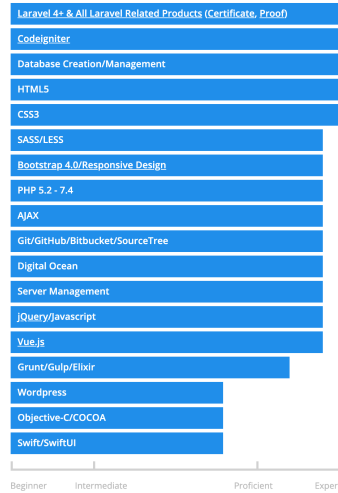 Laravel 4+ & All Laravel Related Products (Certificate, Proof)
Codeigniter
Database Creation/Management
HTML5
CSS3
SASS/LESS
Bootstrap 4.0/Responsive Design
PHP 5.2 - 7.4
AJAX
Git/GitHub/Bitbucket/SourceTree
Digital Ocean
Server Management
jQuery/Javascript
Vue.js
Grunt/Gulp/Elixir
Wordpress
Objective-C/COCOA
Swift/SwiftUI
Beginner Intermediate Proficient Exper